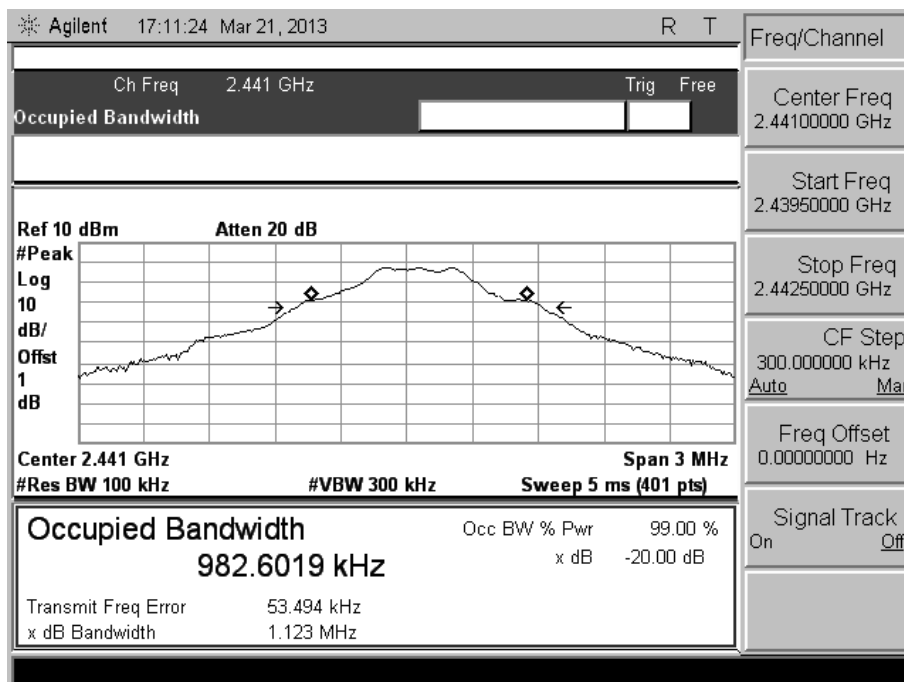 Agilent 17:11:24 Mar 21, 2013 R T
Ch Freq 2.441 GHz Trig Free
Occupied Bandwidth
Ref 10 dBm Atten 20 dB
#Peak
Log
10
dB/
Offst
1
dB
Center 2.441 GHz Span 3 MHz
#Res BW 100 kHz #VBW 300 kHz Sweep 5 ms (401 pts)
Occupied Bandwidth
982.6019 kHz
Occ BW % Pwr 99.00 %
x dB -20.00 dB
Transmit Freq Error 53.494 kHz
x dB Bandwidth 1.123 MHz
Freq/Channel
Center Freq
2.44100000 GHz
Start Freq
2.43950000 GHz
Stop Freq
2.44250000 GHz
CF Step
300.000000 kHz
Auto Mar
Freq Offset
0.00000000 Hz
Signal Track
On Off